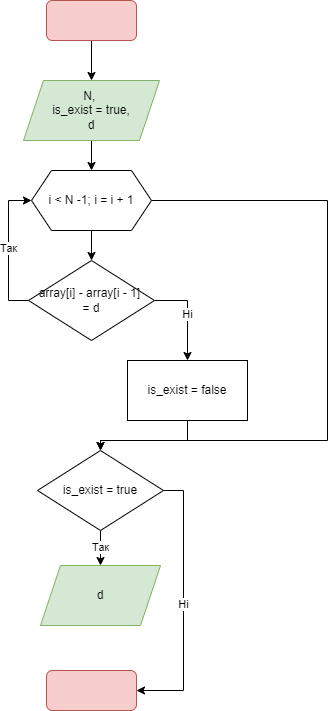 N,
is_exist = true,
d
i < N -1; i = i + 1
Так
array[i] - array[i - 1]
= d
Ні
is_exist = false
is_exist = true
Так
d
Ні